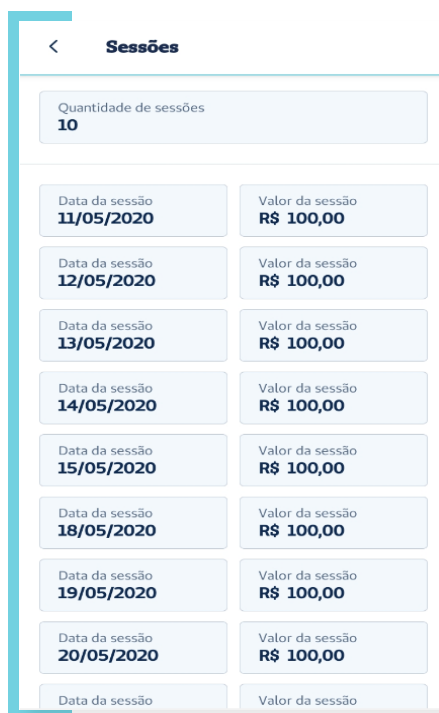 Sessões
Quantidade de sessões
10
Data da sessão
11/05/2020
Valor da sessão
R$ 100,00
Data da sessão
12/05/2020
Valor da sessão
R$ 100,00
Data da sessão
13/05/2020
Valor da sessão
R$ 100,00
Data da sessão
14/05/2020
Valor da sessão
R$ 100,00
Data da sessão
15/05/2020
Valor da sessão
R$ 100,00
Data da sessão
18/05/2020
Valor da sessão
R$ 100,00
Data da sessão
19/05/2020
Valor da sessão
R$ 100,00
Data da sessão
20/05/2020
Valor da sessão
R$ 100,00
Data da sessão
Valor da sessão